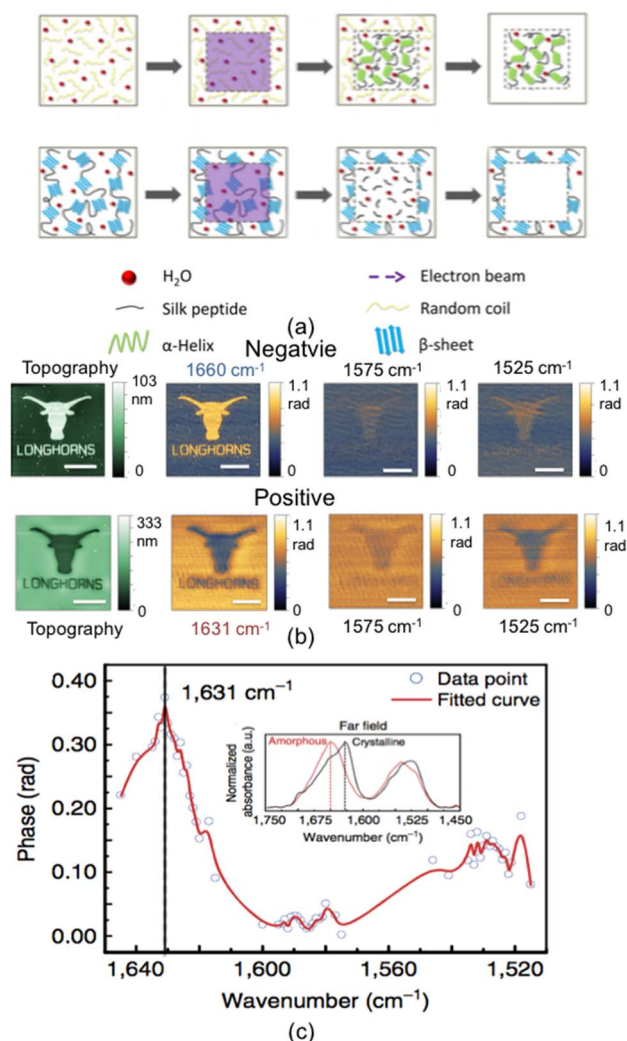 H₂O
Electron beam
Silk peptide
Random coil
(a)
α-Helix
β-sheet
Negatvie
Topography
1660 cm⁻¹
1575 cm⁻¹
1525 cm⁻¹
103
nm
0
1.1
rad
0
1.1
rad
0
1.1
rad
0
LONGHORNS
LONGHORNS
LONGHORNS
LONGHORNS
Positive
333
nm
0
1.1
rad
0
1.1
rad
0
1.1
rad
0
LONGHORNS
LONGHORNS
LONGHORNS
LONGHORNS
Topography
1631 cm⁻¹
1575 cm⁻¹
1525 cm⁻¹
(b)
0.40
0.30
0.20
0.10
0.00
Phase (rad)
1,631 cm⁻¹
Data point
Fitted curve
Far field
Amorphous
Crystalline
Normalized
absorbance (a.u.)
1,750 1,675 1,600 1,525 1,450
Wavenumber (cm⁻¹)
1,640 1,600 1,560 1,520
Wavenumber (cm⁻¹)
(c)